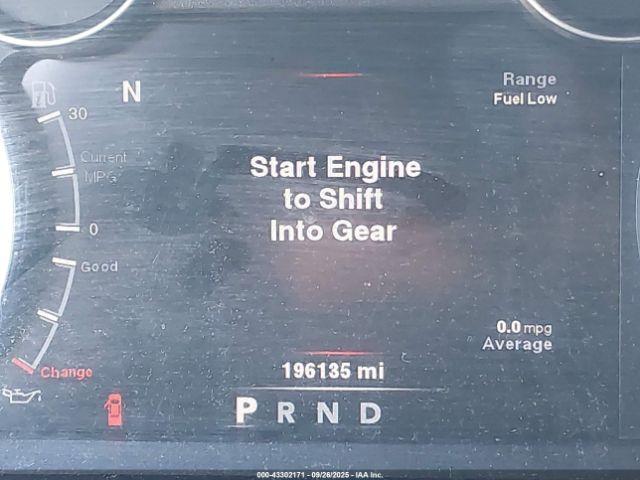 N
Range
Fuel Low
30
Current
MPG
Start Engine
to Shift
Into Gear
0
Good
0.0 mpg
Average
196135 mi
Change
P R N D
000-43302171 - 09/26/2025 - IAA Inc.